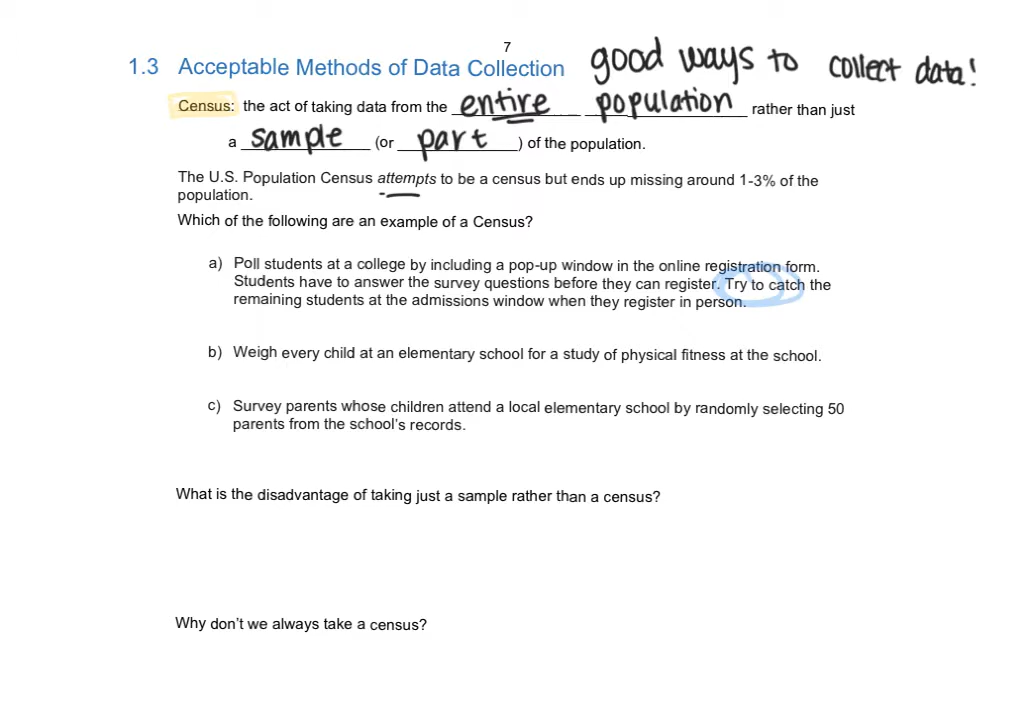 7
1.3 Acceptable Methods of Data Collection good ways to collect data!
Census: the act of taking data from the entire population rather than just
a sample (or part) of the population.
The U.S. Population Census attempts to be a census but ends up missing around 1-3% of the
population.
Which of the following are an example of a Census?
a) Poll students at a college by including a pop-up window in the online registration form.
Students have to answer the survey questions before they can register. Try to catch the
remaining students at the admissions window when they register in person.
b) Weigh every child at an elementary school for a study of physical fitness at the school.
c) Survey parents whose children attend a local elementary school by randomly selecting 50
parents from the school's records.
What is the disadvantage of taking just a sample rather than a census?
Why don't we always take a census?